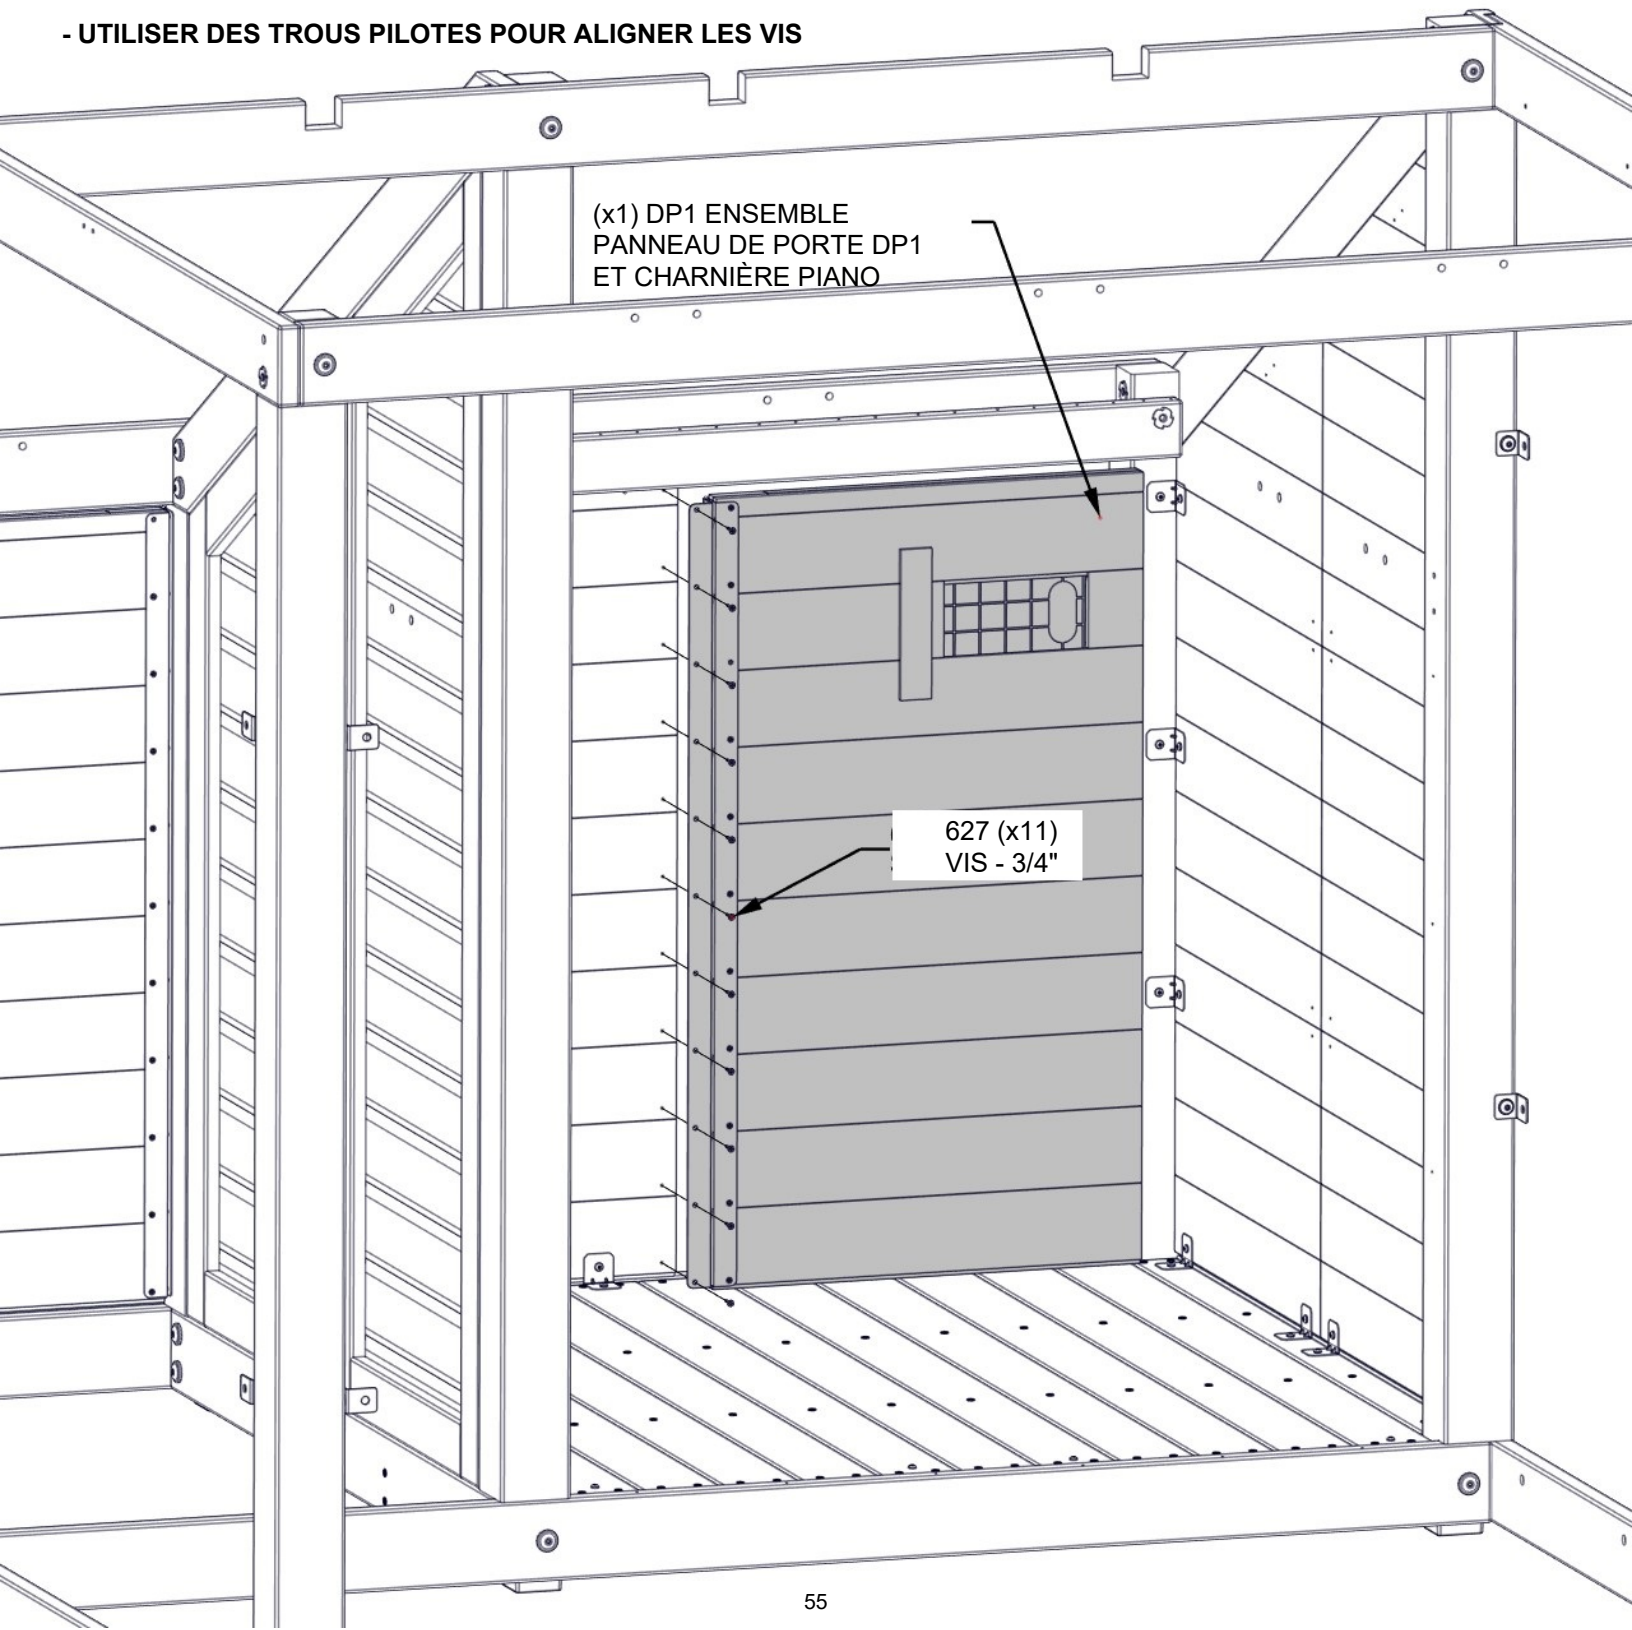 - UTILISER DES TROUS PILOTES POUR ALIGNER LES VIS
(x1) DP1 ENSEMBLE
PANNEAU DE PORTE DP1
ET CHARNIÈRE PIANO
627 (x11)
VIS - 3/4"
55